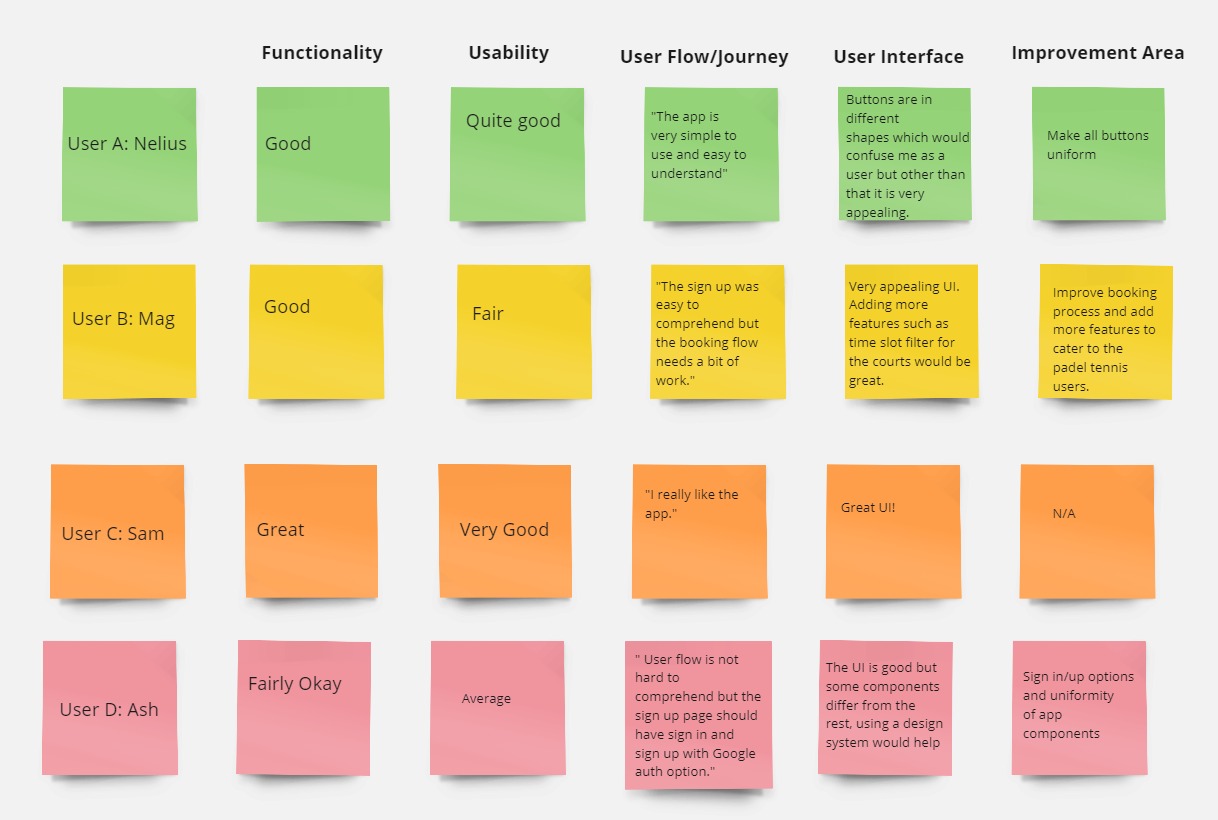 Functionality
Usability
User Flow/Journey
User Interface
Improvement Area
User A: Nelius
Good
Quite good
"The app is
very simple to
use and easy to
understand"
Buttons are in
different
shapes which would
confuse me as a
user but other than
that it is very
appealing.
Make all buttons
uniform
User B: Mag
Good
Fair
"The sign up was
easy to
comprehend but
the booking flow
needs a bit of
work."
Very appealing UI.
Adding more
features such as
time slot filter for
the courts would be
great.
Improve booking
process and add
more features to
cater to the
padel tennis
users.
User C: Sam
Great
Very Good
"I really like the
app."
Great UI!
N/A
User D: Ash
Fairly Okay
Average
" User flow is not
hard to
comprehend but the
sign up page should
have sign in and
sign up with Google
auth option."
The UI is good but
some components
differ from the
rest, using a design
system would help
Sign in/up options
and uniformity
of app
components